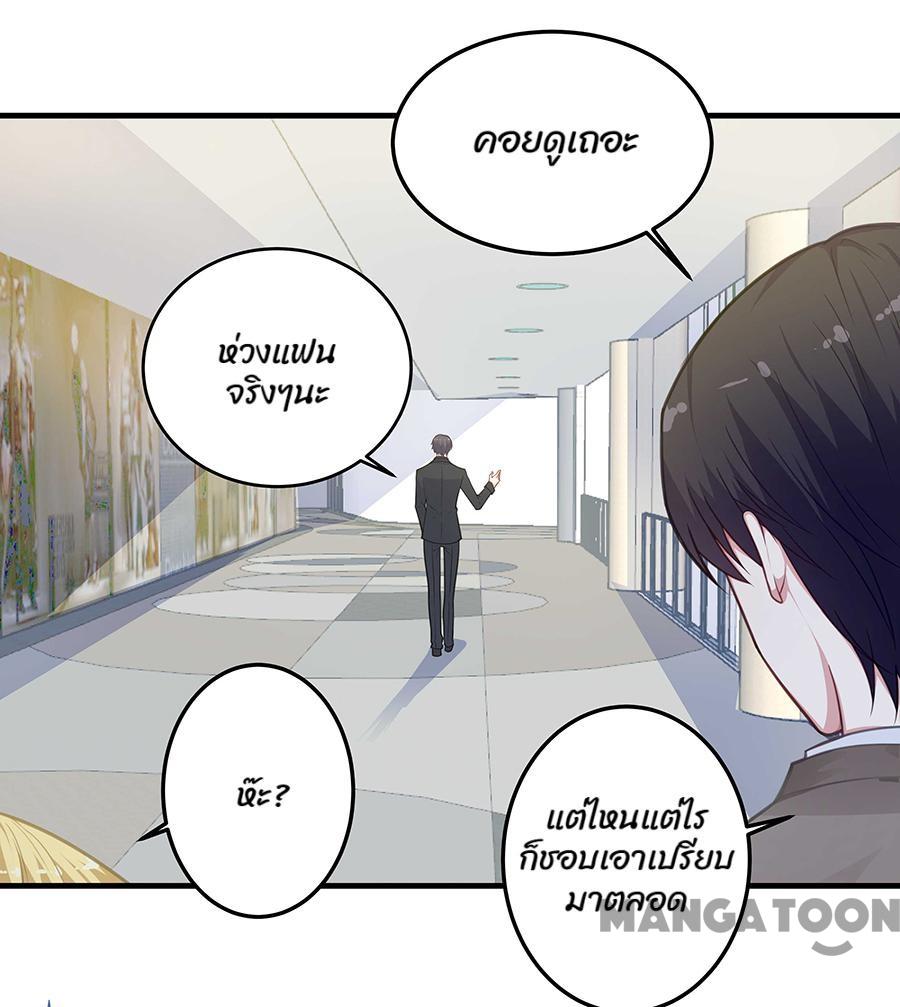 คอยดูเถอะ
ห่วงแฟน
จริงๆนะ
ห๊ะ?
แต่ไหนแต่ไร
ก็ชอบเอาเปรียบ
มาตลอด
MANGATOON